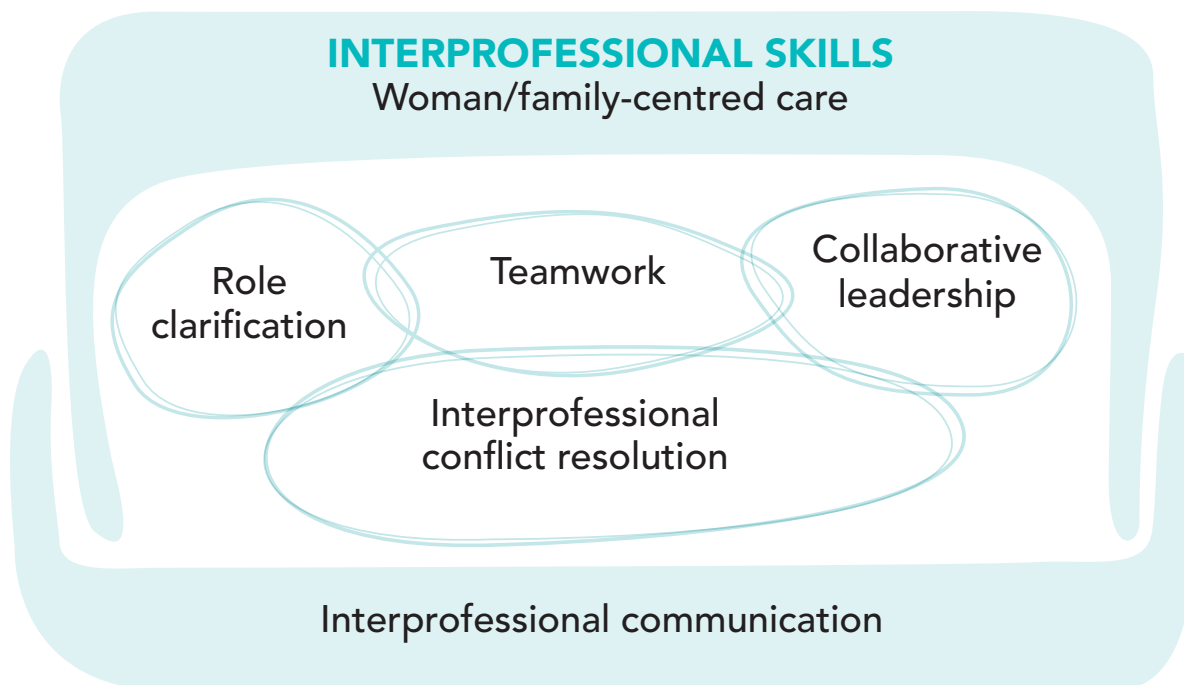 INTERPROFESSIONAL SKILLS
Woman/family-centred care
Role
clarification
Teamwork
Collaborative
leadership
Interprofessional
conflict resolution
Interprofessional communication